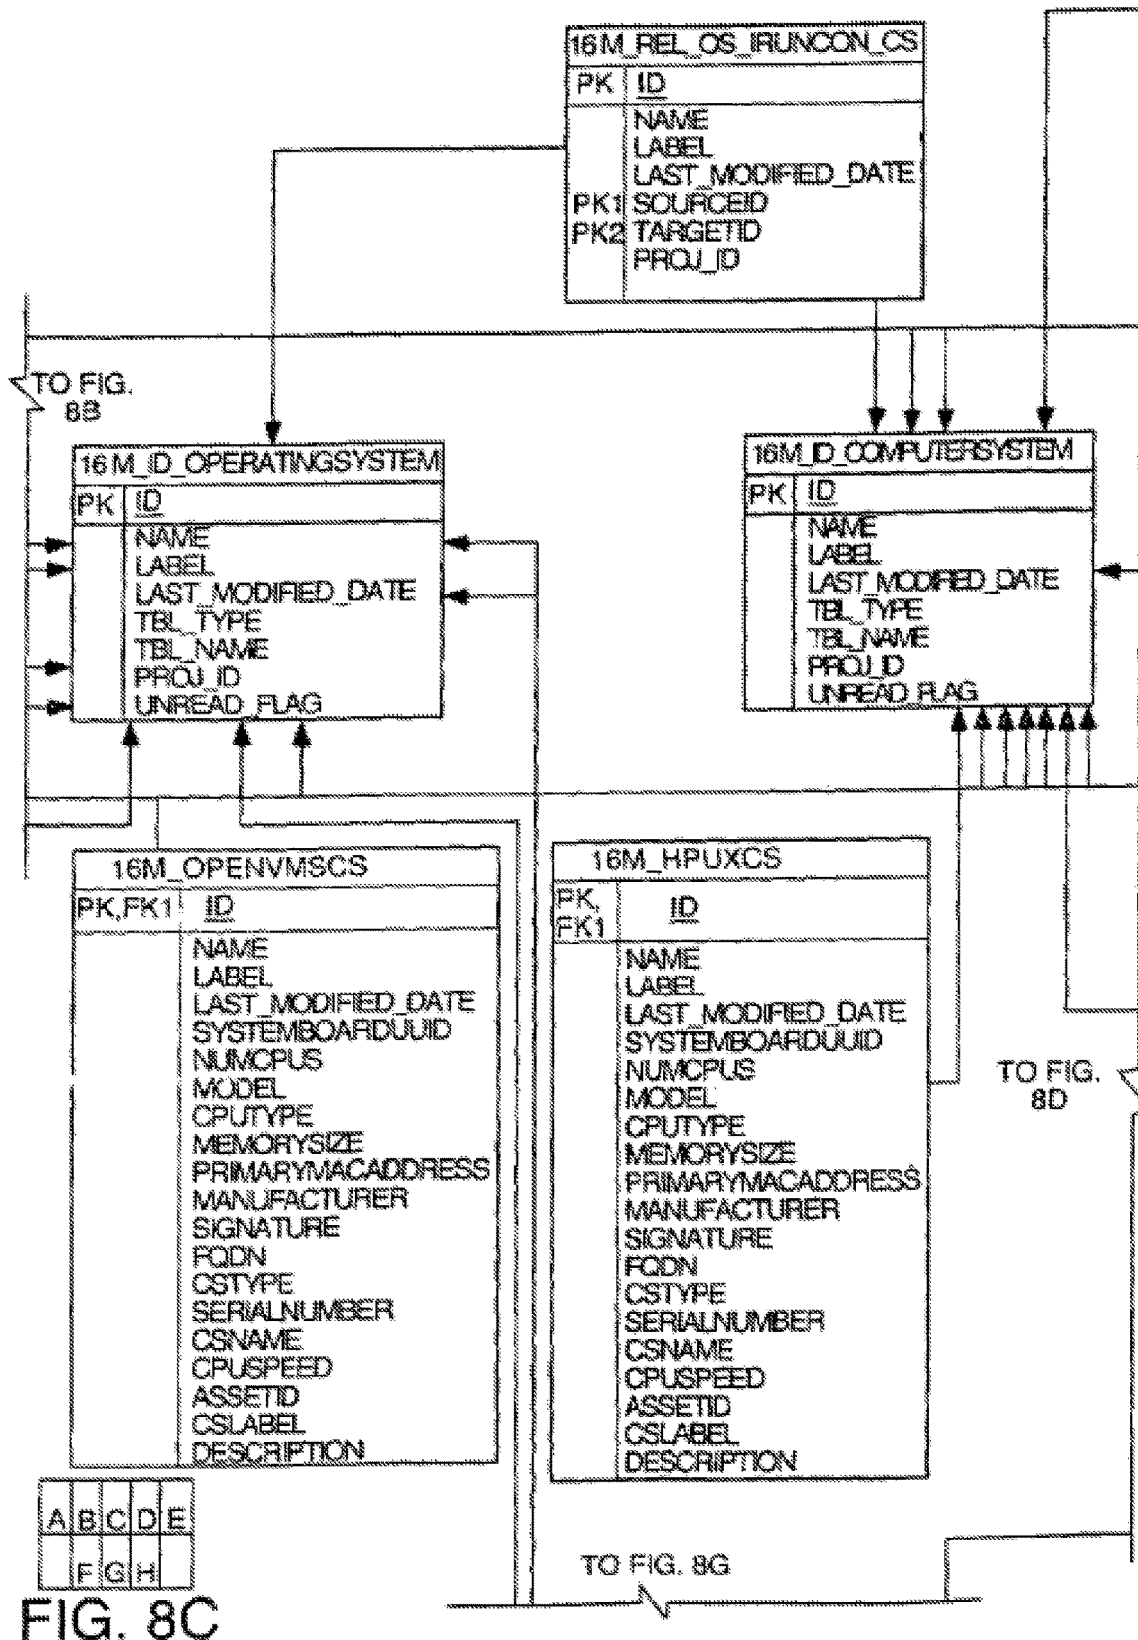 16M_REL_OS_IRUNCON_CS
PK ID
NAME
LABEL
LAST_MODIFIED_DATE
PK1 SOURCEID
PK2 TARGETID
PROJ_ID
TO FIG.
8B
16M_ID_OPERATINGSYSTEM
PK ID
NAME
LABEL
LAST_MODIFIED_DATE
TBL_TYPE
TBL_NAME
PROJ_ID
UNREAD_FLAG
16M_ID_COMPUTERSYSTEM
PK ID
NAME
LABEL
LAST_MODIFIED_DATE
TBL_TYPE
TBL_NAME
PROJ_ID
UNREAD_FLAG
16M_OPENVMSCS
PK,FK1 ID
NAME
LABEL
LAST_MODIFIED_DATE
SYSTEMBOARDUUID
NUMCPUS
MODEL
CPUTYPE
MEMORYSIZE
PRIMARYMACADDRESS
MANUFACTURER
SIGNATURE
FQDN
CSTYPE
SERIALNUMBER
CSNAME
CPUSPEED
ASSETID
CSLABEL
DESCRIPTION
16M_HPUXCS
PK,
FK1 ID
NAME
LABEL
LAST_MODIFIED_DATE
SYSTEMBOARDUUID
NUMCPUS
MODEL
CPUTYPE
MEMORYSIZE
PRIMARYMACADDRESS
MANUFACTURER
SIGNATURE
FQDN
CSTYPE
SERIALNUMBER
CSNAME
CPUSPEED
ASSETID
CSLABEL
DESCRIPTION
TO FIG.
8D
A B C D E
F G H
TO FIG. 8G
FIG. 8C